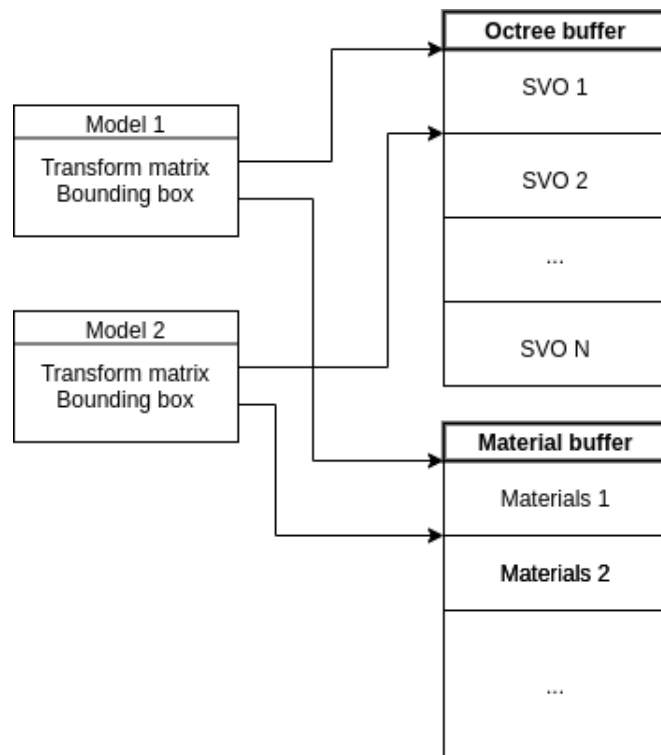 Octree buffer
SVO 1
SVO 2
...
SVO N
Model 1
Transform matrix
Bounding box
Model 2
Transform matrix
Bounding box
Material buffer
Materials 1
Materials 2
...